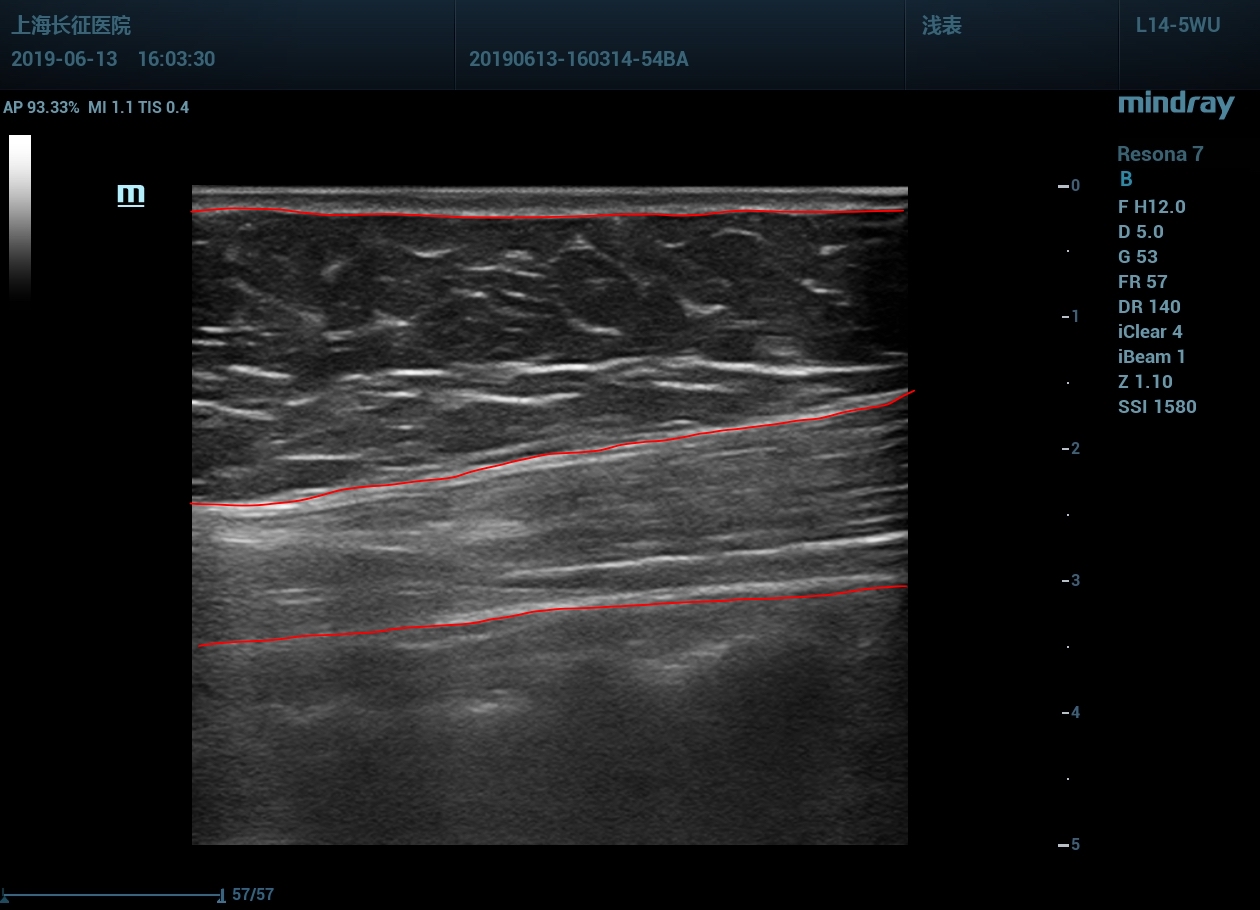 上海长征医院
2019-06-13 16:03:30
20190613-160314-54BA
浅表
L14-5WU
AP 93.33% MI 1.1 TIS 0.4
mindray
Resona 7
m
B
F H12.0
D 5.0
G 53
FR 57
DR 140
iClear 4
iBeam 1
Z 1.10
SSI 1580
0
1
2
3
4
5
57/57